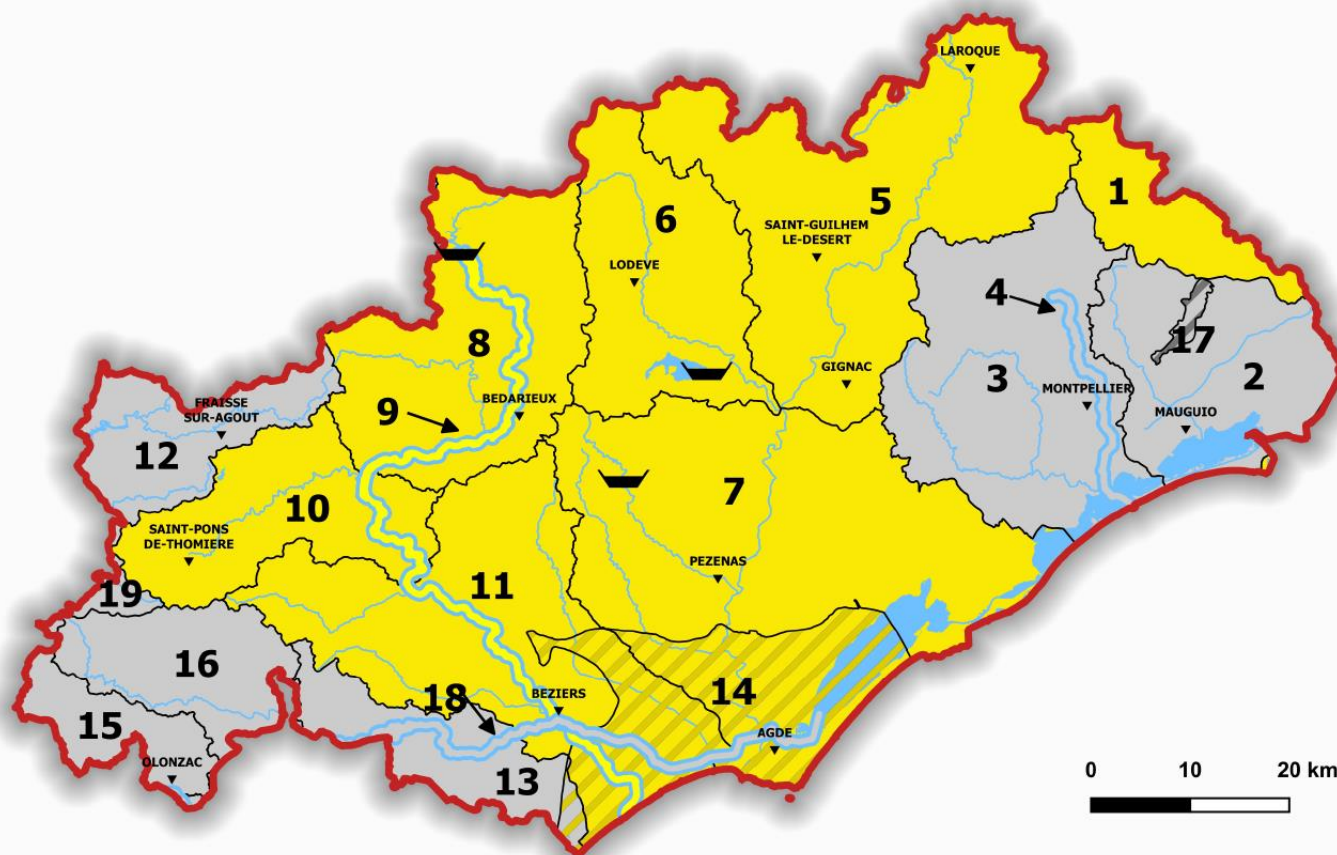 LAROQUE
1
5
6
SAINT-GUILHEM
LE-DESERT
LODEVE
4
17
8
GIGNAC
3
2
MONTPELLIER
BEDARIEUX
9
MAUGUIO
FRAISSE
SUR-AGOUT
12
7
10
SAINT-PONS
DE-THOMIERE
PEZENAS
11
19
16
14
18
BEZIERS
15
AGDE
OLONZAC
13
0 10 20 km